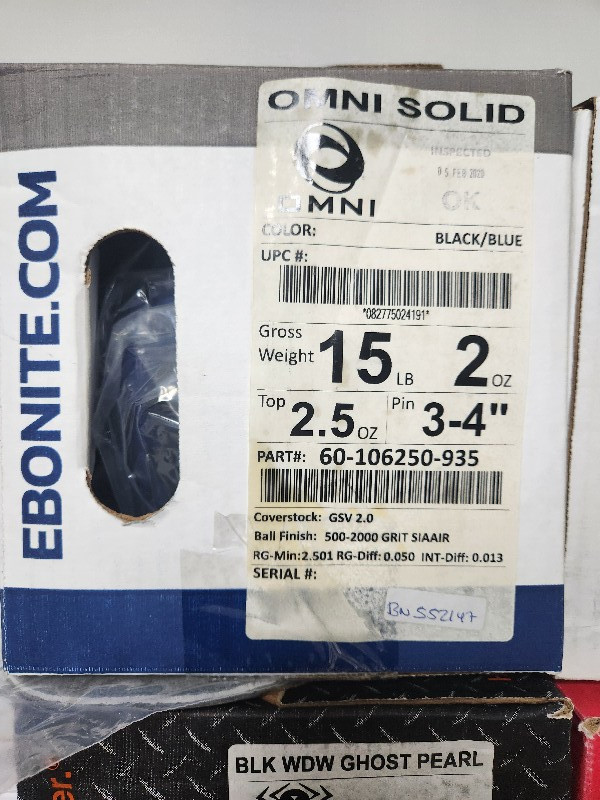 EBONITE.COM
OMNI SOLID
INSPECTED
05 FEB 2020
OK
OMNI
COLOR: BLACK/BLUE
UPC #:
*082775024191*
Gross Weight 15 LB 2 OZ
Top 2.5 OZ Pin 3-4"
PART#: 60-106250-935
Coverstock: GSV 2.0
Ball Finish: 500-2000 GRIT SIAAIR
RG-Min:2.501 RG-Diff: 0.050 INT-Diff: 0.013
SERIAL #:
BN552147
er.
BLK WDW GHOST PEARL